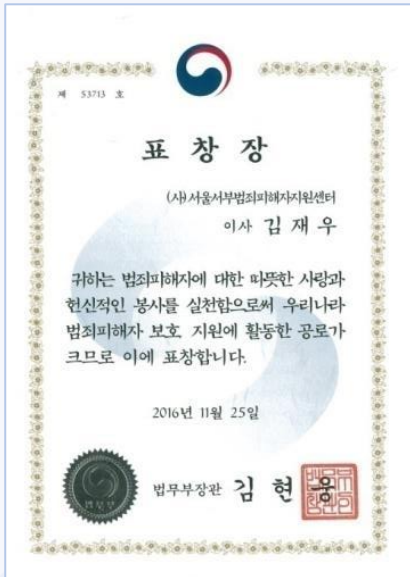 제 53713 호
표창장
(사)서울서부범죄피해자지원센터
이사 김재우
귀하는 범죄피해자에 대한 따뜻한 사랑과
헌신적인 봉사를 실천함으로써 우리나라
범죄피해자 보호 지원에 활동한 공로가
크므로 이에 표창합니다.
2016년 11월 25일
법무부장관 김현웅
법무부